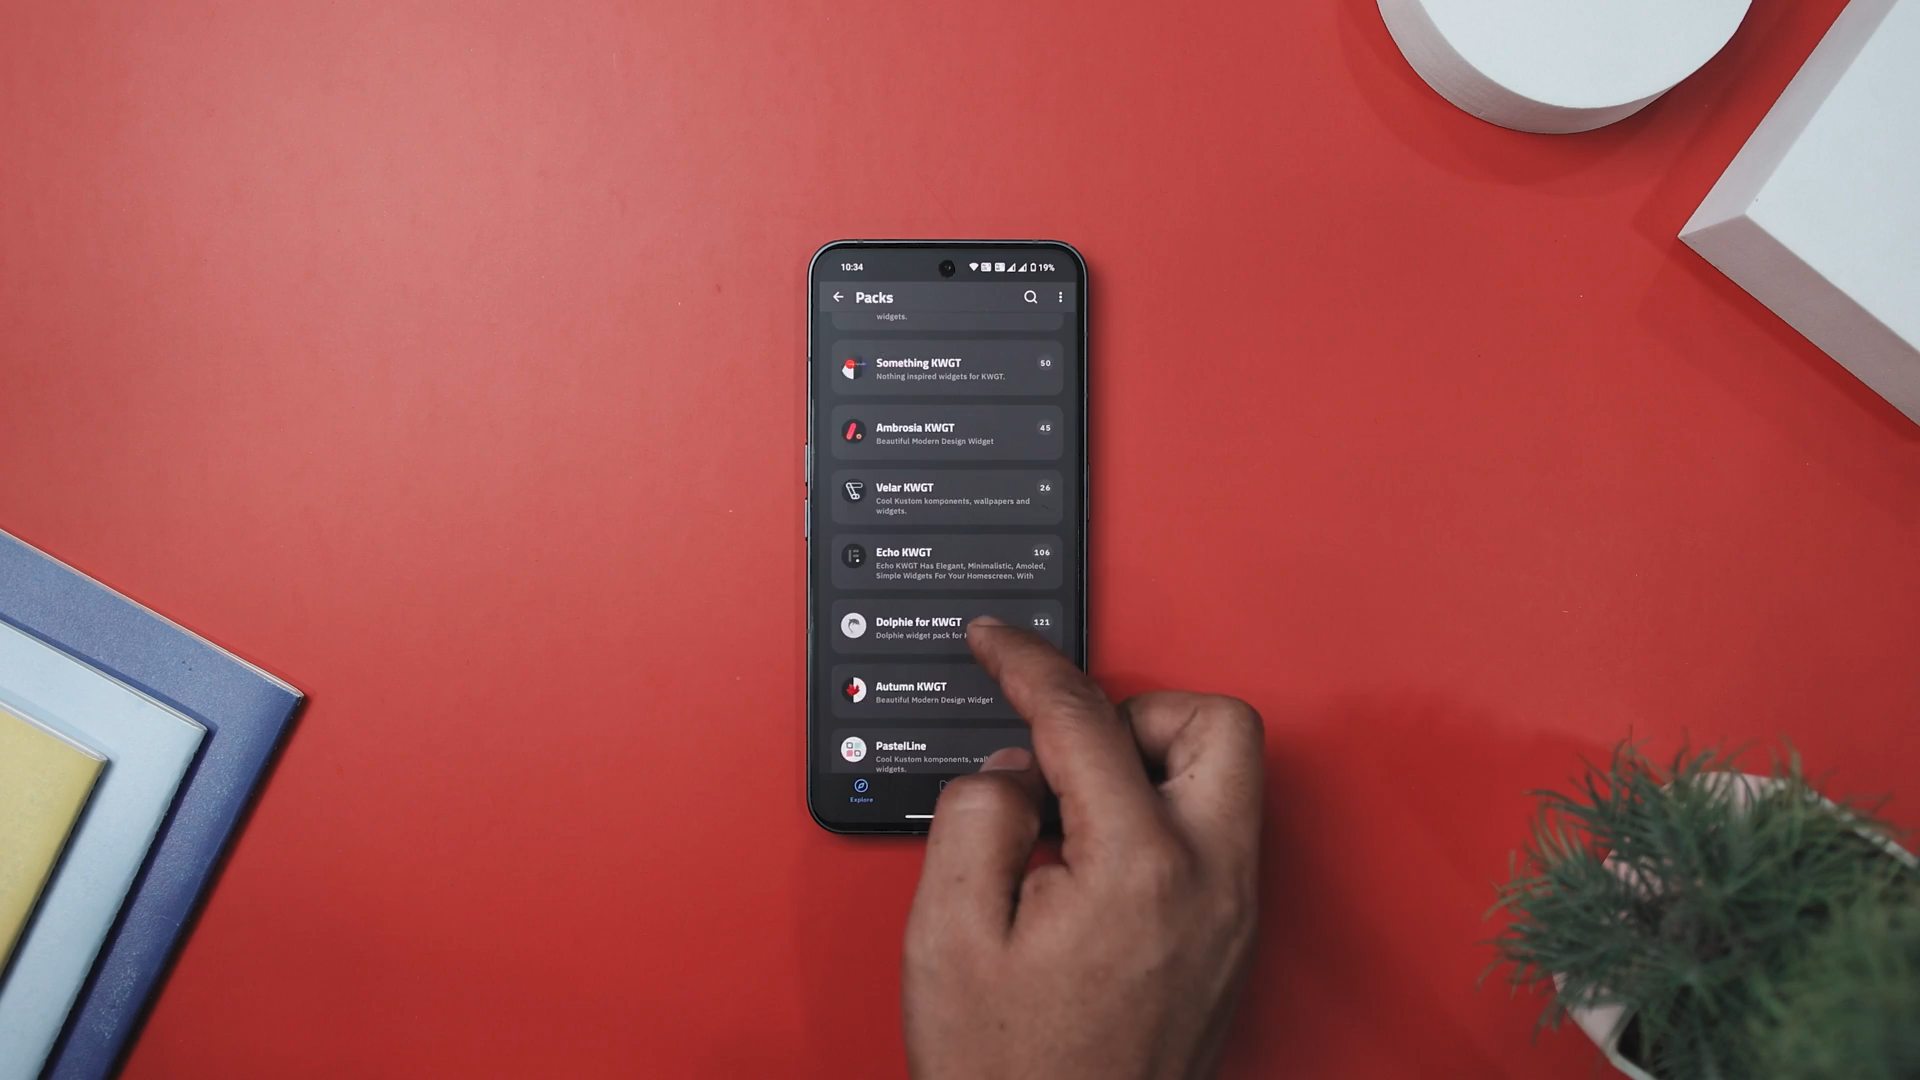 10:34
19%
Packs
widgets.
Something KWGT
50
Nothing inspired widgets for KWGT.
Ambrosia KWGT
45
Beautiful Modern Design Widget
Velar KWGT
26
Cool Kustom komponents, wallpapers and
widgets.
Echo KWGT
106
Echo KWGT Has Elegant, Minimalistic, Amoled,
Simple Widgets For Your Homescreen. With
Dolphie for KWGT
121
Dolphie widget pack for
Autumn KWGT
Beautiful Modern Design Widget
PastelLine
Cool Kustom komponents,
widgets.
Explore